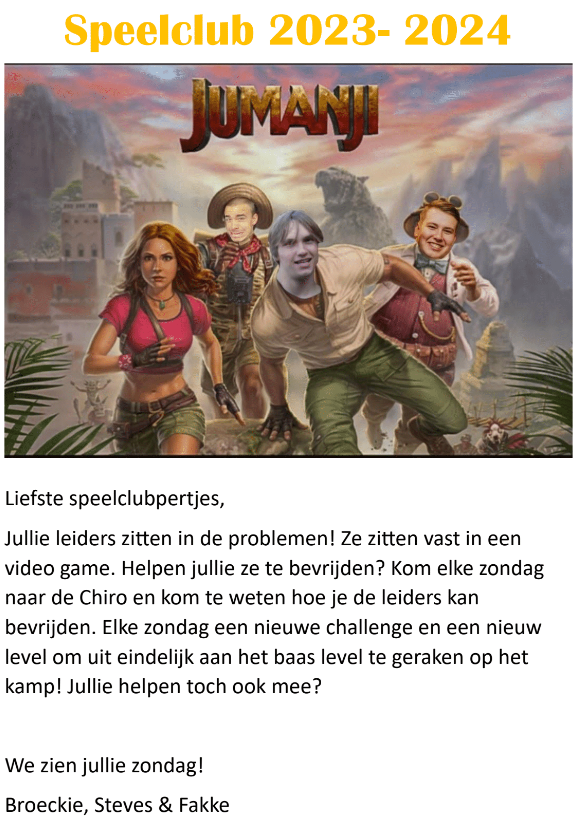 Speelclub 2023- 2024
JUMANJI
Liefste speelclubpertjes,
Jullie leiders zitten in de problemen! Ze zitten vast in een
video game. Helpen jullie ze te bevrijden? Kom elke zondag
naar de Chiro en kom te weten hoe je de leiders kan
bevrijden. Elke zondag een nieuwe challenge en een nieuw
level om uit eindelijk aan het baas level te geraken op het
kamp! Jullie helpen toch ook mee?
We zien jullie zondag!
Broeckie, Steves & Fakke